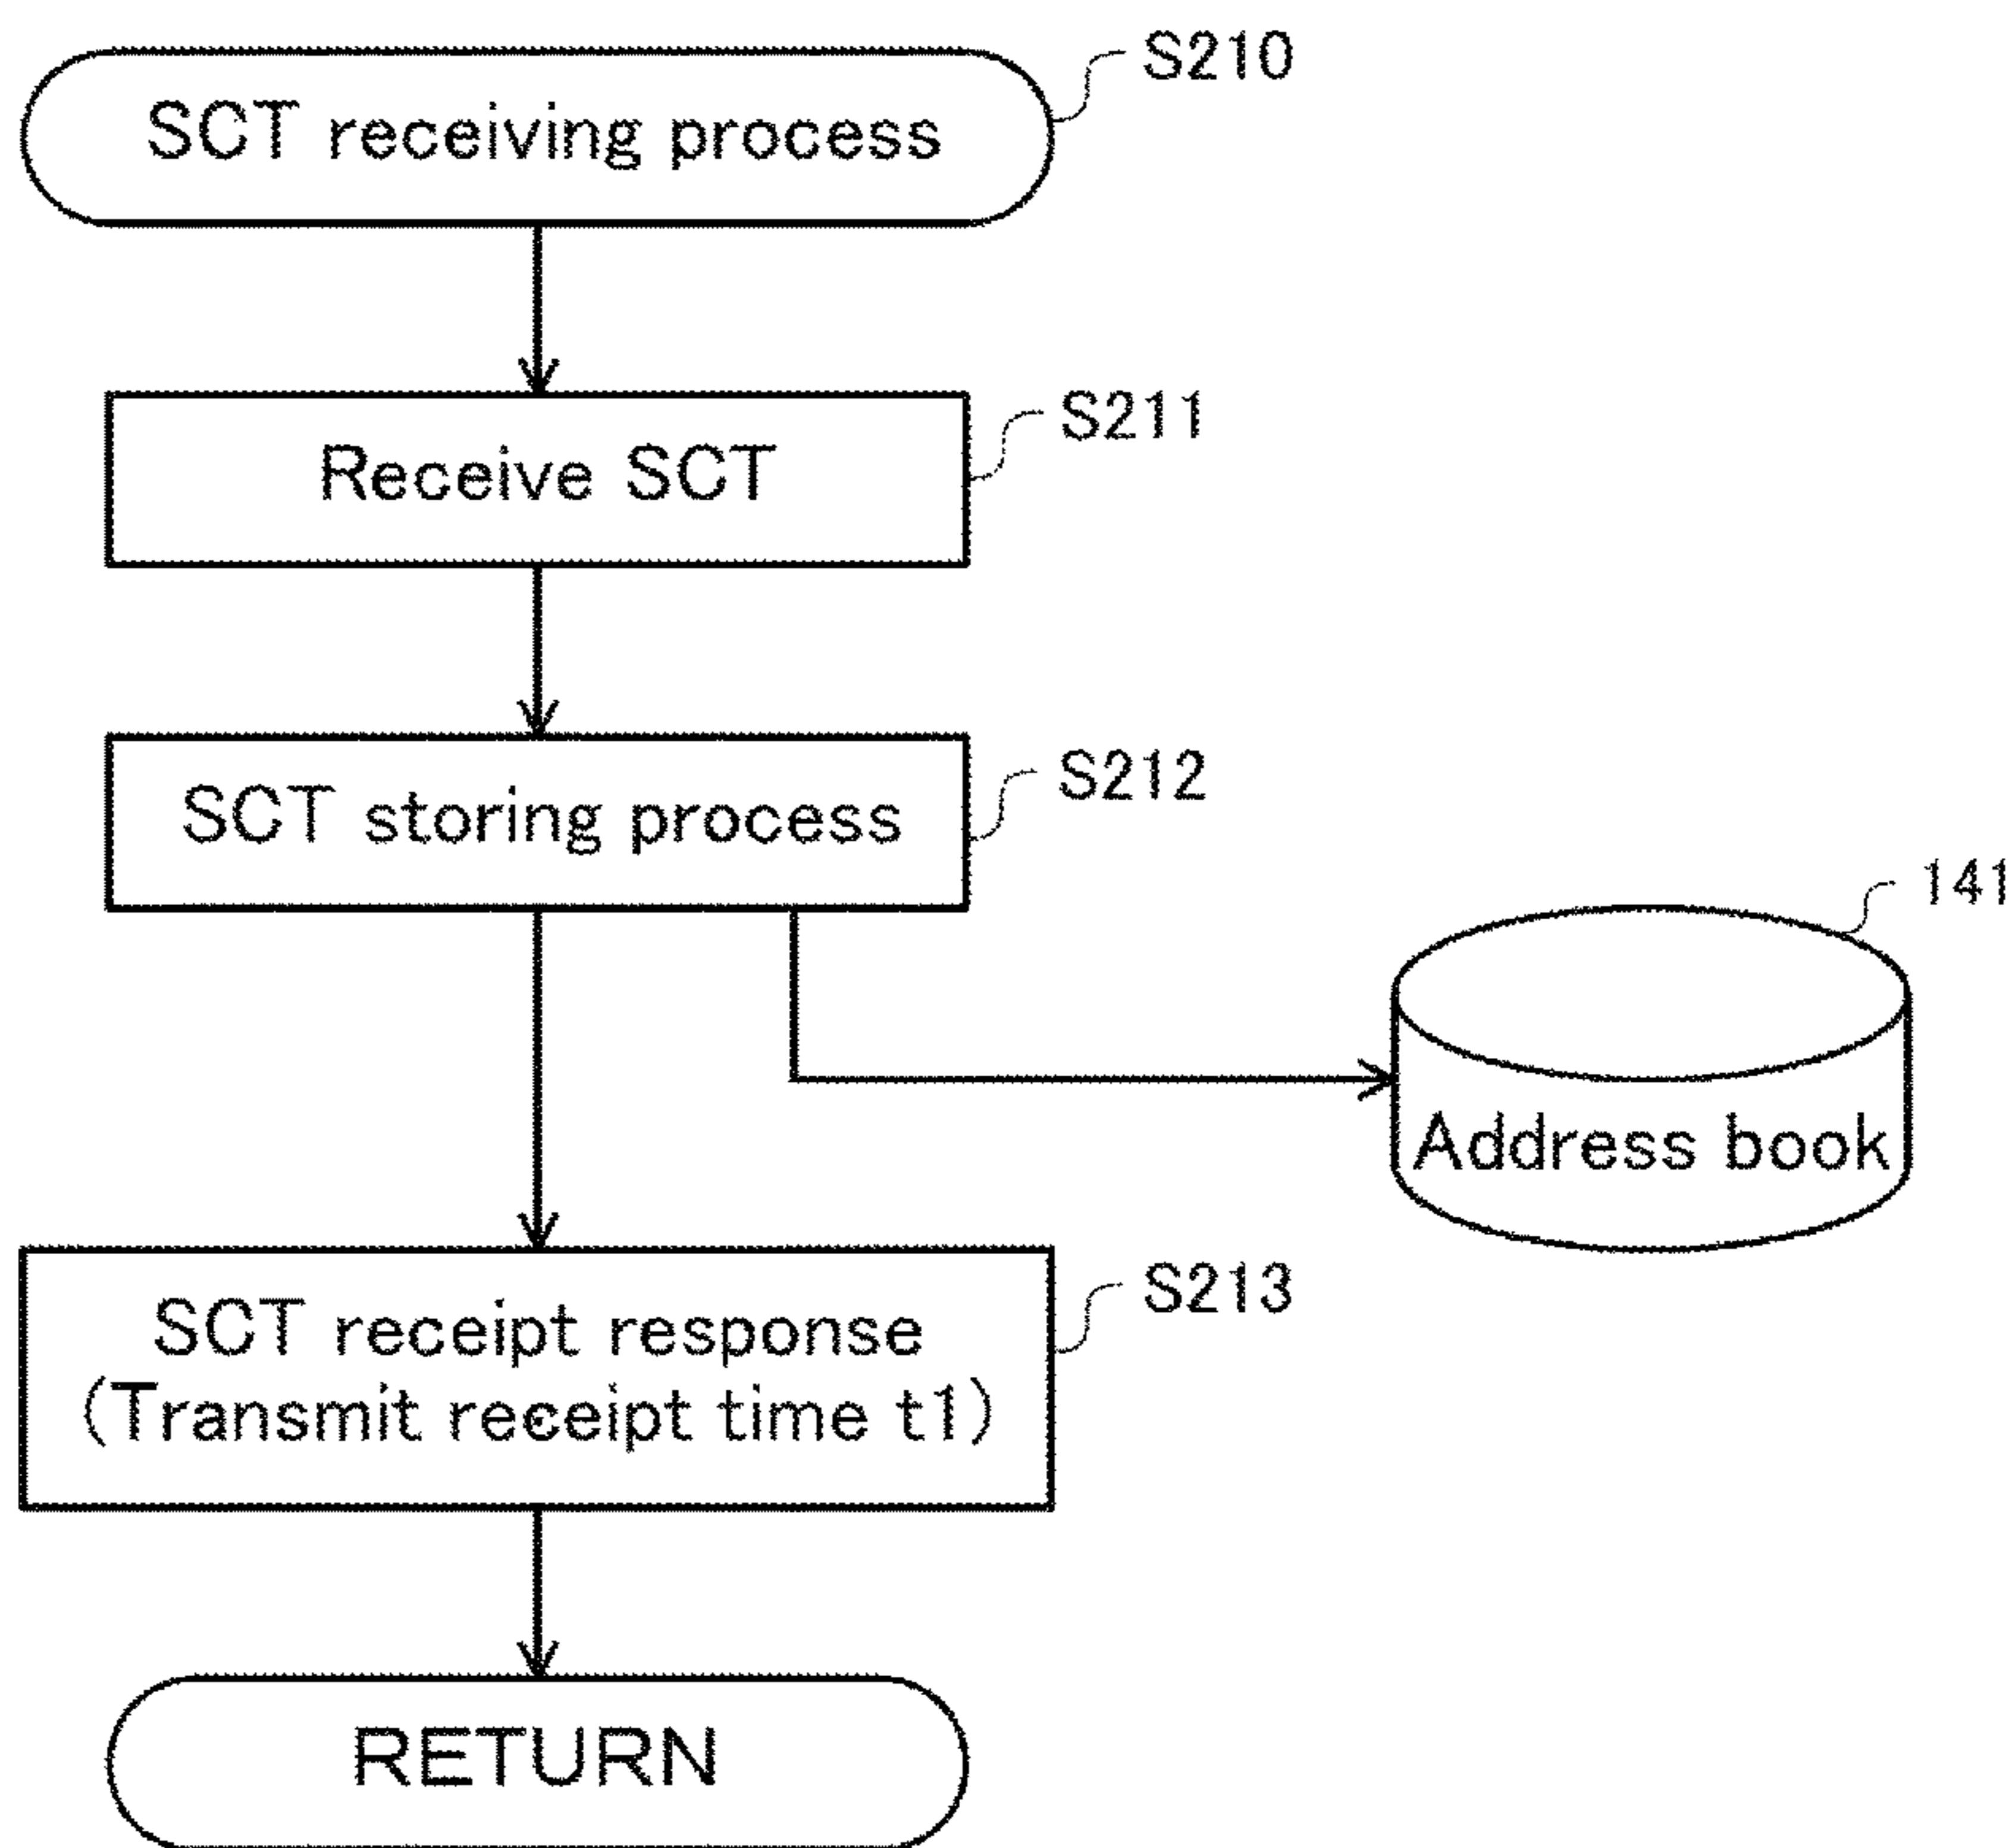 S210
SCT receiving process
S211
Receive SCT
S212
SCT storing process
141
Address book
S213
SCT receipt response
(Transmit receipt time t1)
RETURN